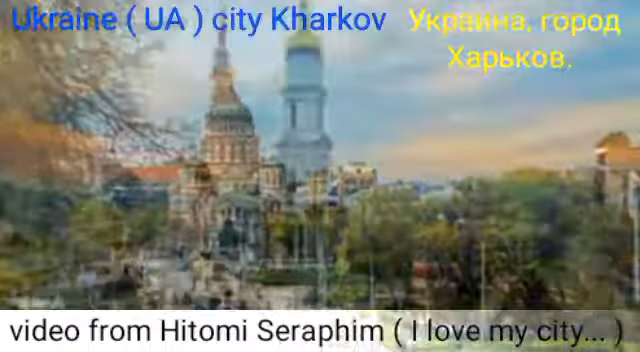 Ukraine ( UA ) city Kharkov
Украина, город
Харьков.
video from Hitomi Seraphim ( I love my city... )